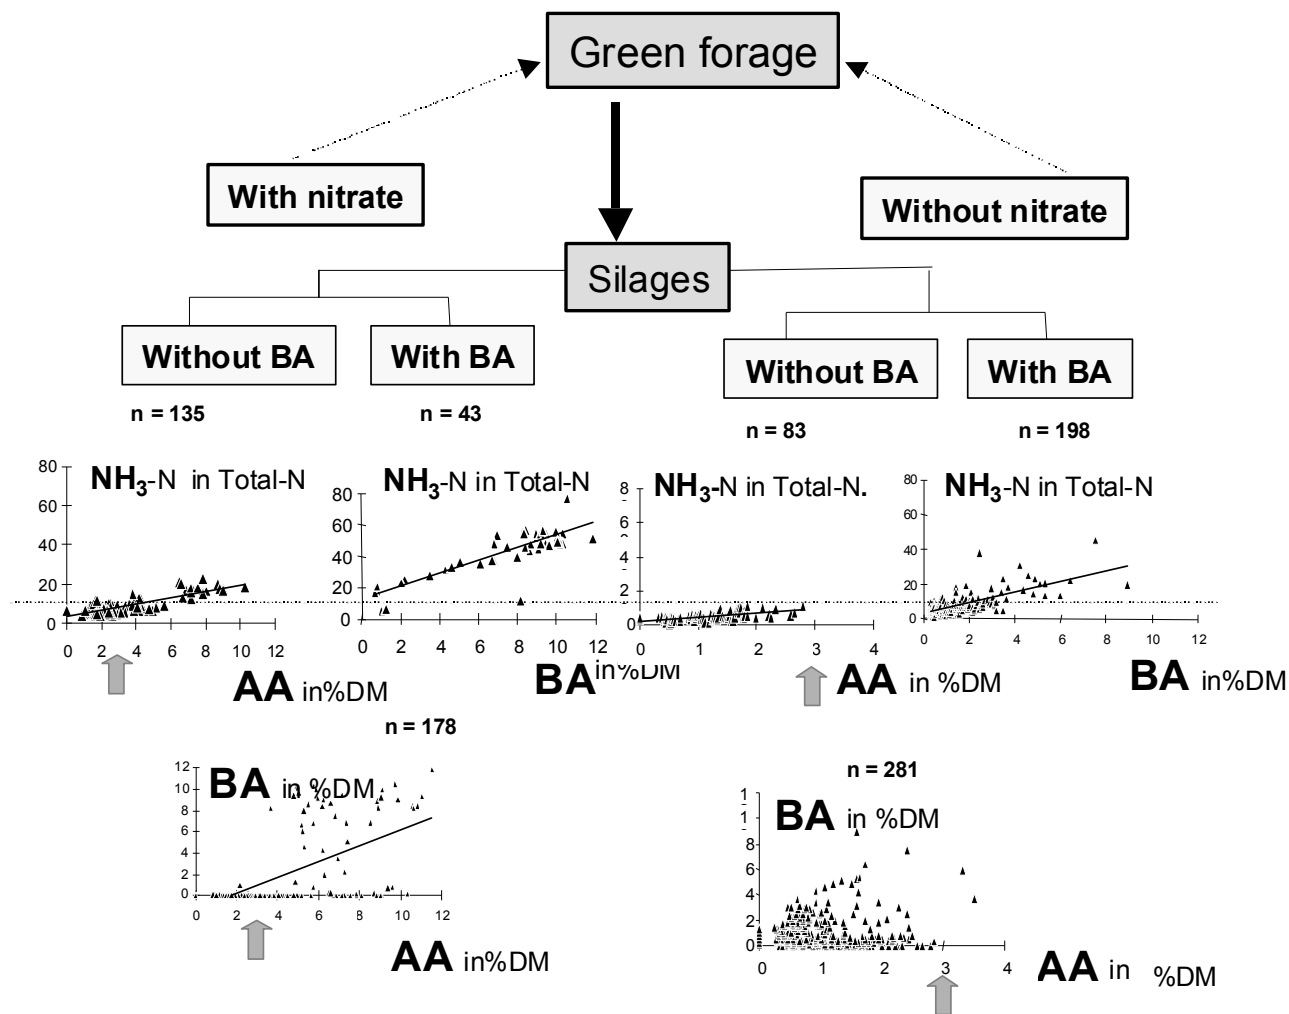 Green forage
With nitrate
Without nitrate
Silages
Without BA
With BA
Without BA
With BA
n = 135
n = 43
n = 83
n = 198
NH3-N in Total-N
80
60
40
20
0
0 2 4 6 8 10 12
AA in%DM
NH3-N in Total-N
80
60
40
20
0
0 2 4 6 8 10 12
BA in%DM
NH3-N in Total-N.
8
6
4
2
0
0 1 2 3 4
AA in %DM
NH3-N in Total-N
80
60
40
20
0
0 2 4 6 8 10 12
BA in%DM
n = 178
BA in %DM
12
10
8
6
4
2
0
0 2 4 6 8 10 12
AA in%DM
n = 281
BA in %DM
1
1
8
6
4
2
0
0 1 2 3 4
AA in %DM